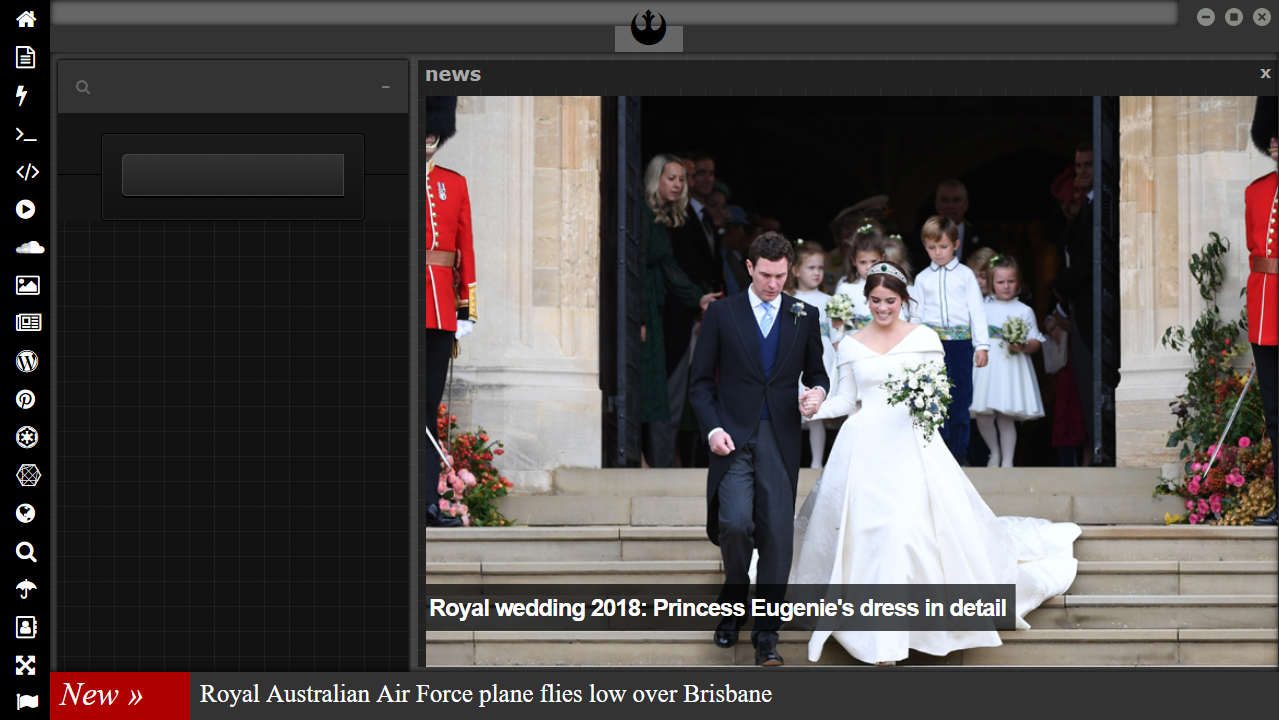 news
x
Royal wedding 2018: Princess Eugenie's dress in detail
New »
Royal Australian Air Force plane flies low over Brisbane